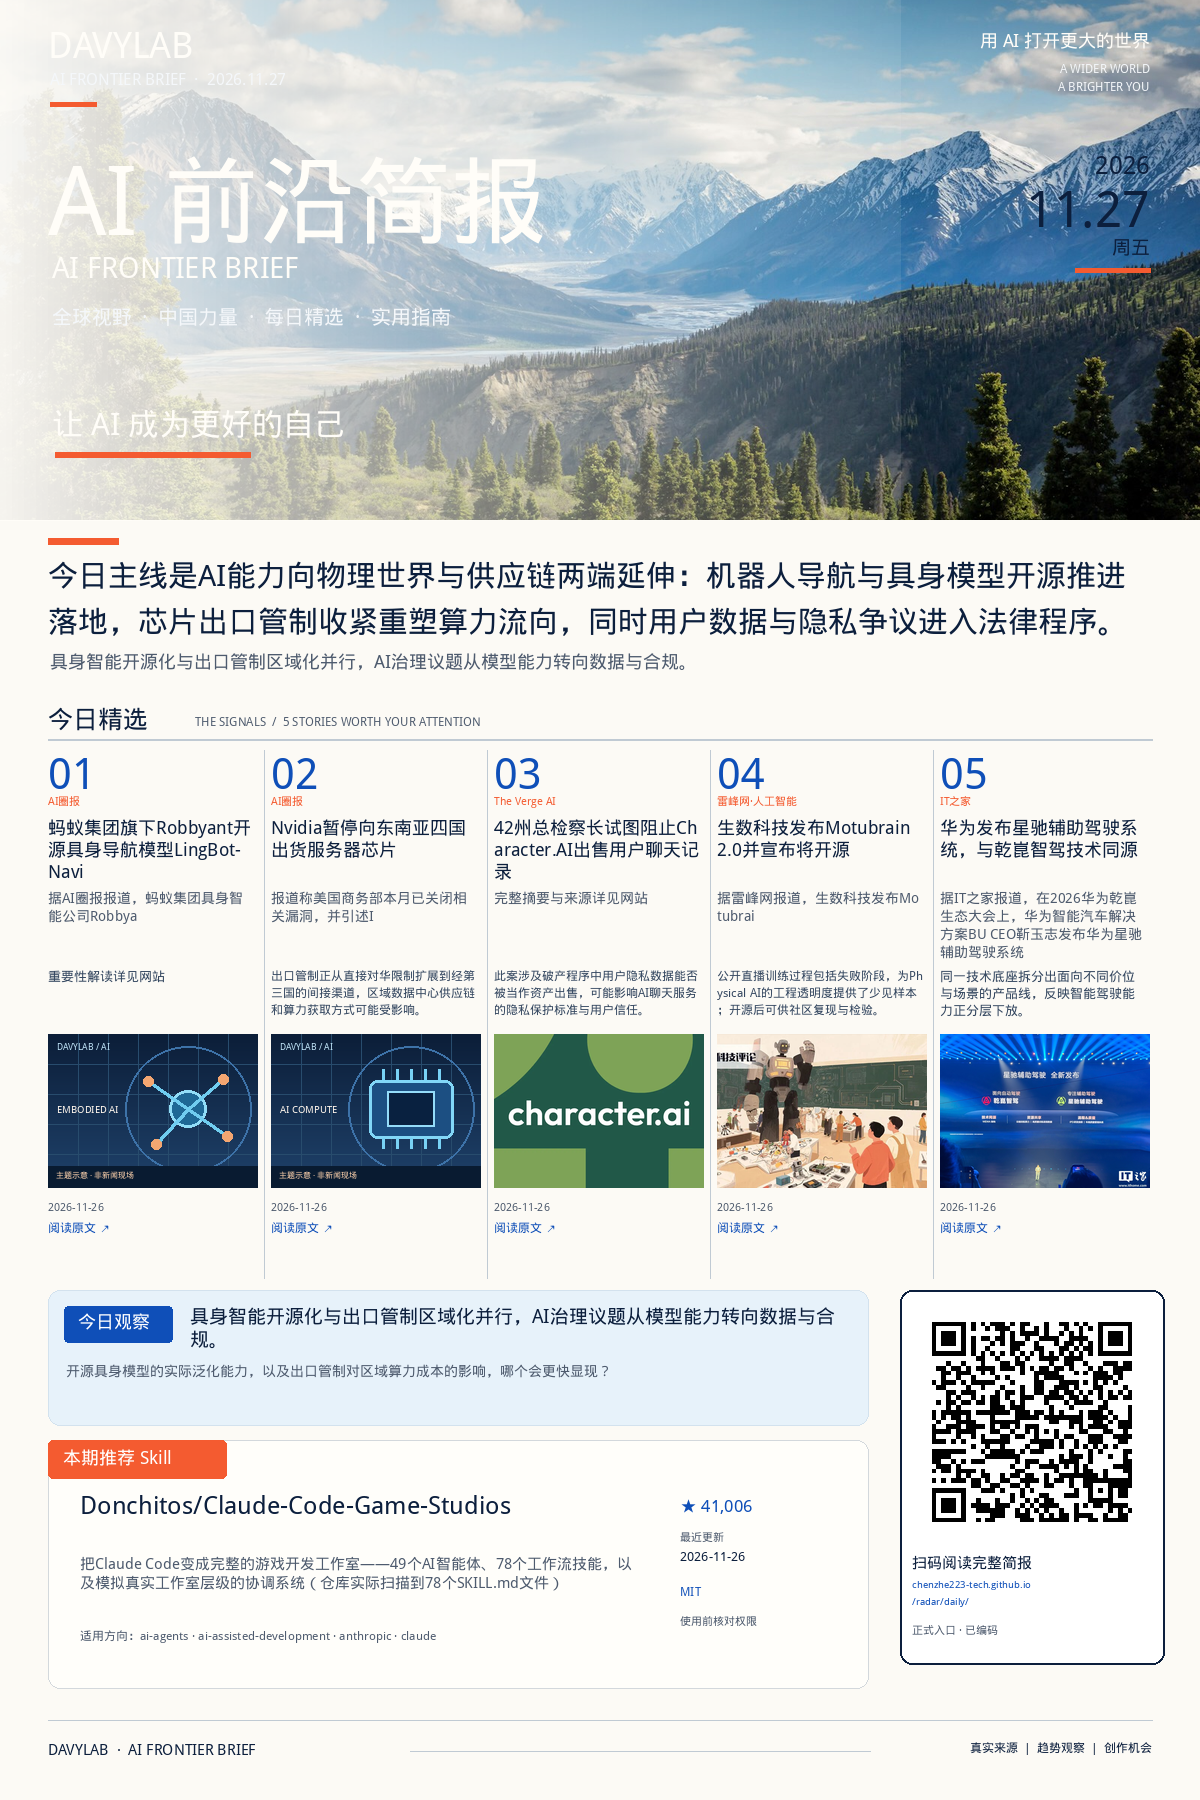 DAVYLAB
AI FRONTIER BRIEF · 2026.11.27
用 AI 打开更大的世界
A WIDER WORLD
A BRIGHTER YOU
2026
11.27
周五
AI 前沿简报
AI FRONTIER BRIEF
全球视野 · 中国力量 · 每日精选 · 实用指南
让 AI 成为更好的自己
今日主线是AI能力向物理世界与供应链两端延伸：机器人导航与具身模型开源推进
落地，芯片出口管制收紧重塑算力流向，同时用户数据与隐私争议进入法律程序。
具身智能开源化与出口管制区域化并行，AI治理议题从模型能力转向数据与合规。
今日精选
THE SIGNALS / 5 STORIES WORTH YOUR ATTENTION
01
AI圈报
蚂蚁集团旗下Robbyant开
源具身导航模型LingBot-
Navi
据AI圈报报道，蚂蚁集团具身智
能公司Robbya
重要性解读详见网站
DAVYLAB / AI
EMBODIED AI
主题示意 · 非新闻现场
2026-11-26
阅读原文 ↗
02
AI圈报
Nvidia暂停向东南亚四国
出货服务器芯片
报道称美国商务部本月已关闭相
关漏洞，并引述I
出口管制正从直接对华限制扩展到经第
三国的间接渠道，区域数据中心供应链
和算力获取方式可能受影响。
DAVYLAB / AI
AI COMPUTE
主题示意 · 非新闻现场
2026-11-26
阅读原文 ↗
03
The Verge AI
42州总检察长试图阻止Ch
aracter.AI出售用户聊天记
录
完整摘要与来源详见网站
此案涉及破产程序中用户隐私数据能否
被当作资产出售，可能影响AI聊天服务
的隐私保护标准与用户信任。
character.ai
2026-11-26
阅读原文 ↗
04
雷峰网·人工智能
生数科技发布Motubrain
2.0并宣布将开源
据雷峰网报道，生数科技发布Mo
tubrai
公开直播训练过程包括失败阶段，为Ph
ysical AI的工程透明度提供了少见样本
；开源后可供社区复现与检验。
科技评论
2026-11-26
阅读原文 ↗
05
IT之家
华为发布星驰辅助驾驶系
统，与乾崑智驾技术同源
据IT之家报道，在2026华为乾崑
生态大会上，华为智能汽车解决
方案BU CEO靳玉志发布华为星驰
辅助驾驶系统
同一技术底座拆分出面向不同价位
与场景的产品线，反映智能驾驶能
力正分层下放。
星驰辅助驾驶 全新发布
乾崑智驾
星驰辅助驾驶
IT之家
2026-11-26
阅读原文 ↗
今日观察
具身智能开源化与出口管制区域化并行，AI治理议题从模型能力转向数据与合
规。
开源具身模型的实际泛化能力，以及出口管制对区域算力成本的影响，哪个会更快显现？
本期推荐 Skill
Donchitos/Claude-Code-Game-Studios
把Claude Code变成完整的游戏开发工作室——49个AI智能体、78个工作流技能，以
及模拟真实工作室层级的协调系统（仓库实际扫描到78个SKILL.md文件）
适用方向：ai-agents · ai-assisted-development · anthropic · claude
★ 41,006
最近更新
2026-11-26
MIT
使用前核对权限
扫码阅读完整简报
chenzhe223-tech.github.io
/radar/daily/
正式入口 · 已编码
DAVYLAB · AI FRONTIER BRIEF
真实来源 | 趋势观察 | 创作机会